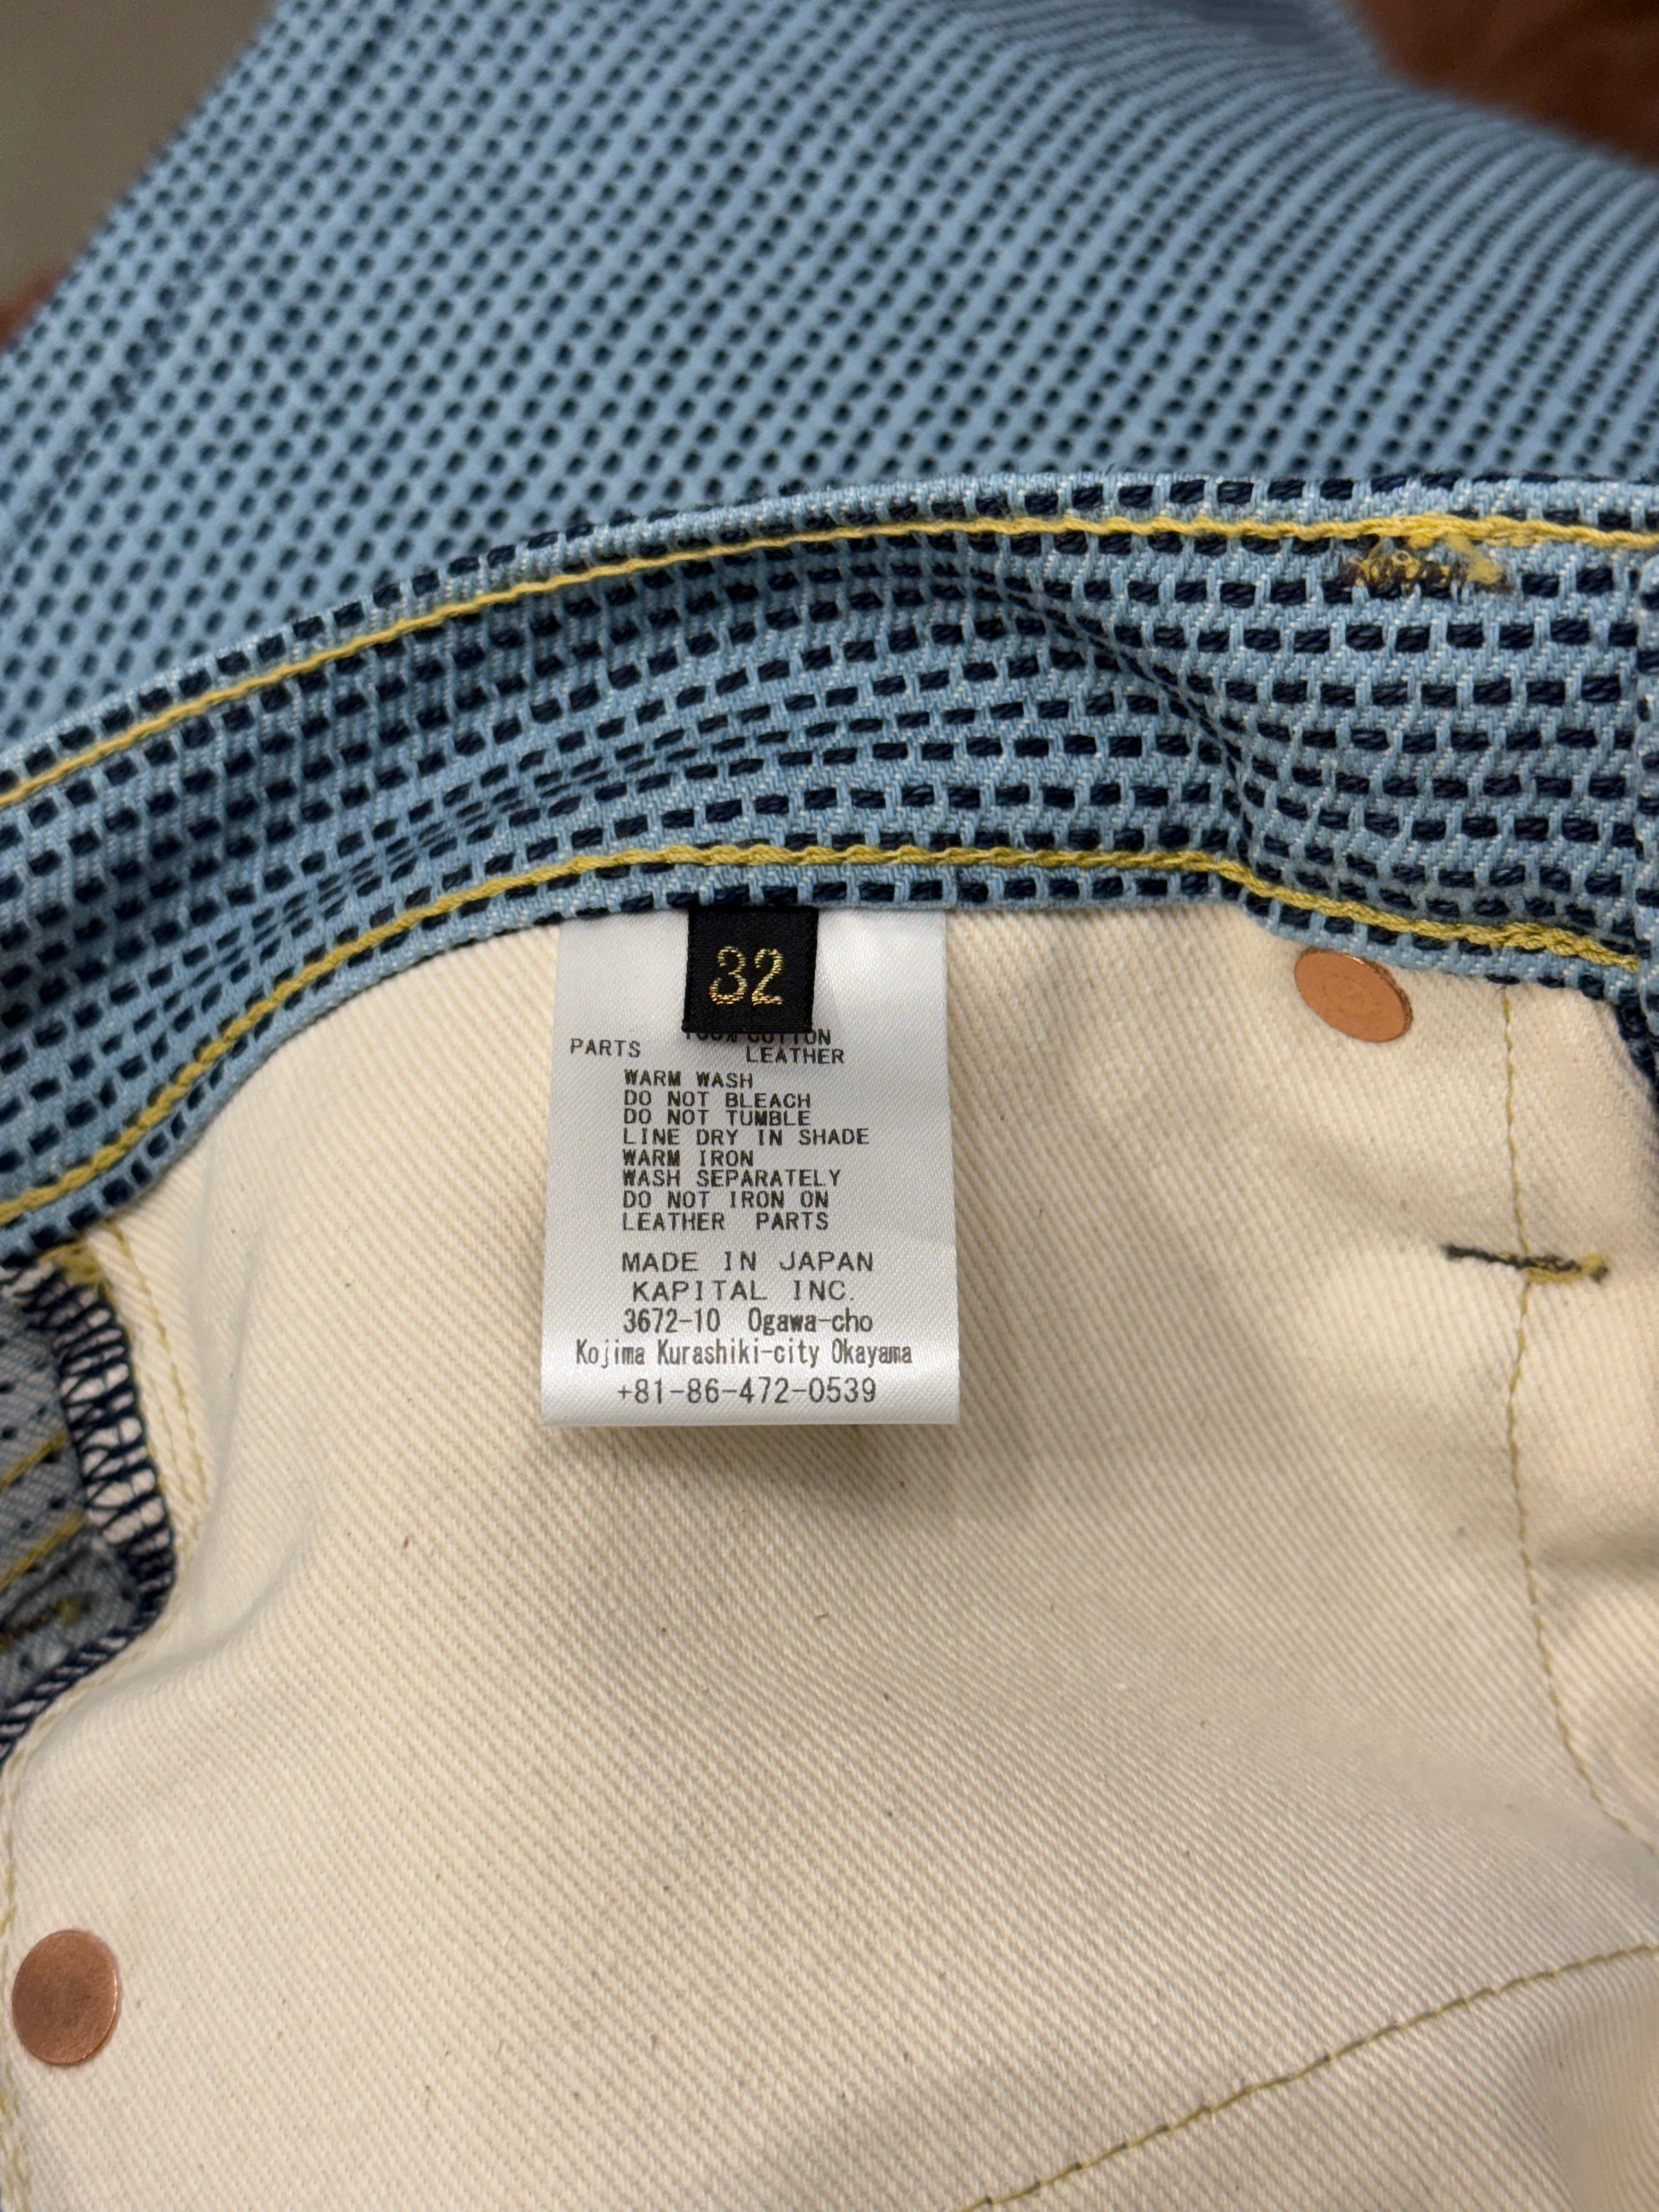 32
100% COTTON
PARTS LEATHER
WARM WASH
DO NOT BLEACH
DO NOT TUMBLE
LINE DRY IN SHADE
WARM IRON
WASH SEPARATELY
DO NOT IRON ON
LEATHER PARTS
MADE IN JAPAN
KAPITAL INC.
3672-10 Ogawa-cho
Kojima Kurashiki-city Okayama
+81-86-472-0539